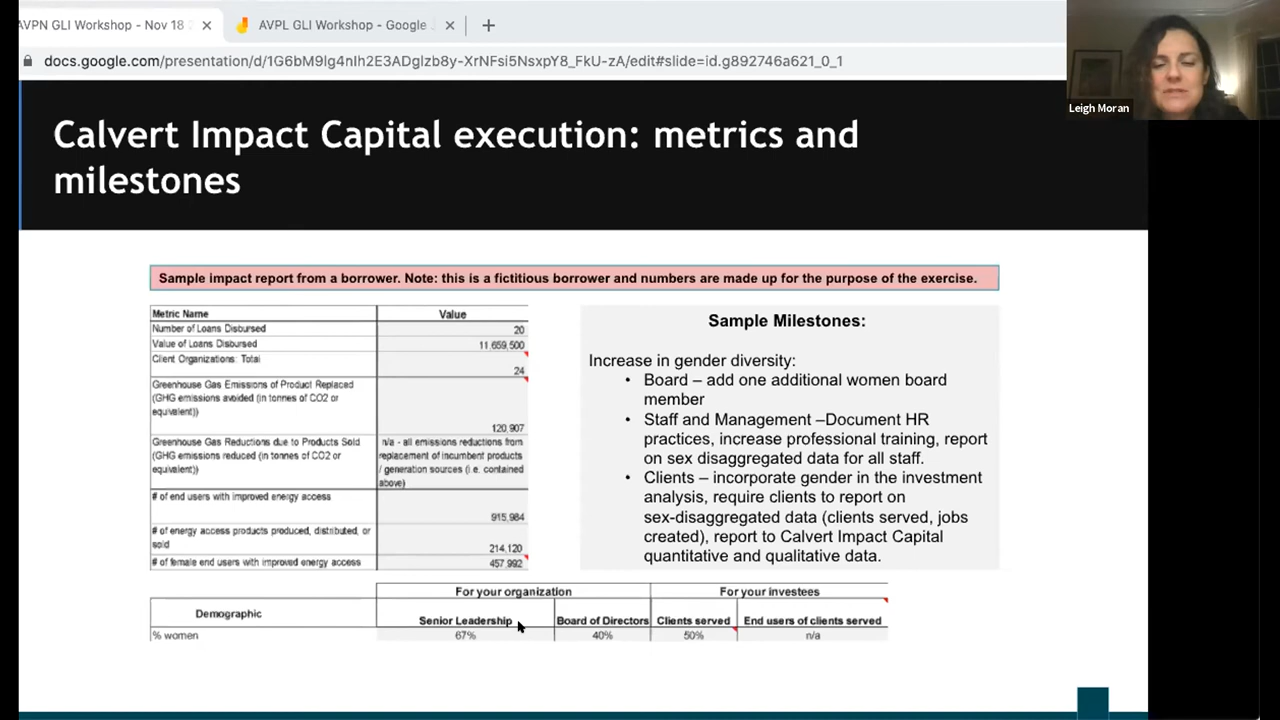 AVPN GLI Workshop - Nov 18
AVPL GLI Workshop - Google
docs.google.com/presentation/d/1G6bM9lg4nIh2E3ADglzb8y-XrNFsi5NsxpY8_FkU-zA/edit#slide=id.g892746a621_0_1
Leigh Moran
Calvert Impact Capital execution: metrics and
milestones
Sample impact report from a borrower. Note: this is a fictitious borrower and numbers are made up for the purpose of the exercise.
Metric Name Value
Number of Loans Disbursed 20
Value of Loans Disbursed 11,659,500
Client Organizations: Total 24
Greenhouse Gas Emissions of Product Replaced
(GHG emissions avoided (in tonnes of CO2 or
equivalent))
120,907
Greenhouse Gas Reductions due to Products Sold
(GHG emissions reduced (in tonnes of CO2 or
equivalent))
n/a - all emissions reductions from
replacement of incumbent products
/ generation sources (i.e. contained
above)
# of end users with improved energy access
915,984
# of energy access products produced, distributed, or
sold
214,120
# of female end users with improved energy access 457,992
Sample Milestones:
Increase in gender diversity:
• Board – add one additional women board
member
• Staff and Management –Document HR
practices, increase professional training, report
on sex disaggregated data for all staff.
• Clients – incorporate gender in the investment
analysis, require clients to report on
sex-disaggregated data (clients served, jobs
created), report to Calvert Impact Capital
quantitative and qualitative data.
For your organization For your investees
Demographic Senior Leadership Board of Directors Clients served End users of clients served
% women 67% 40% 50% n/a